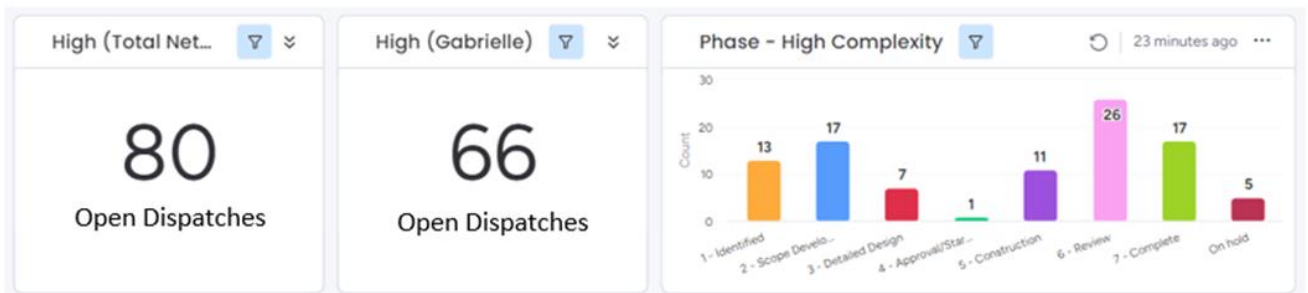 High (Total Net...
80
Open Dispatches
High (Gabrielle)
66
Open Dispatches
Phase - High Complexity
23 minutes ago
Count
30
20
10
0
13
17
7
1
11
26
17
5
1 - Identified
2 - Scope Develo...
3 - Detailed Design
4 - Approval/Star...
5 - Construction
6 - Review
7 - Complete
On hold